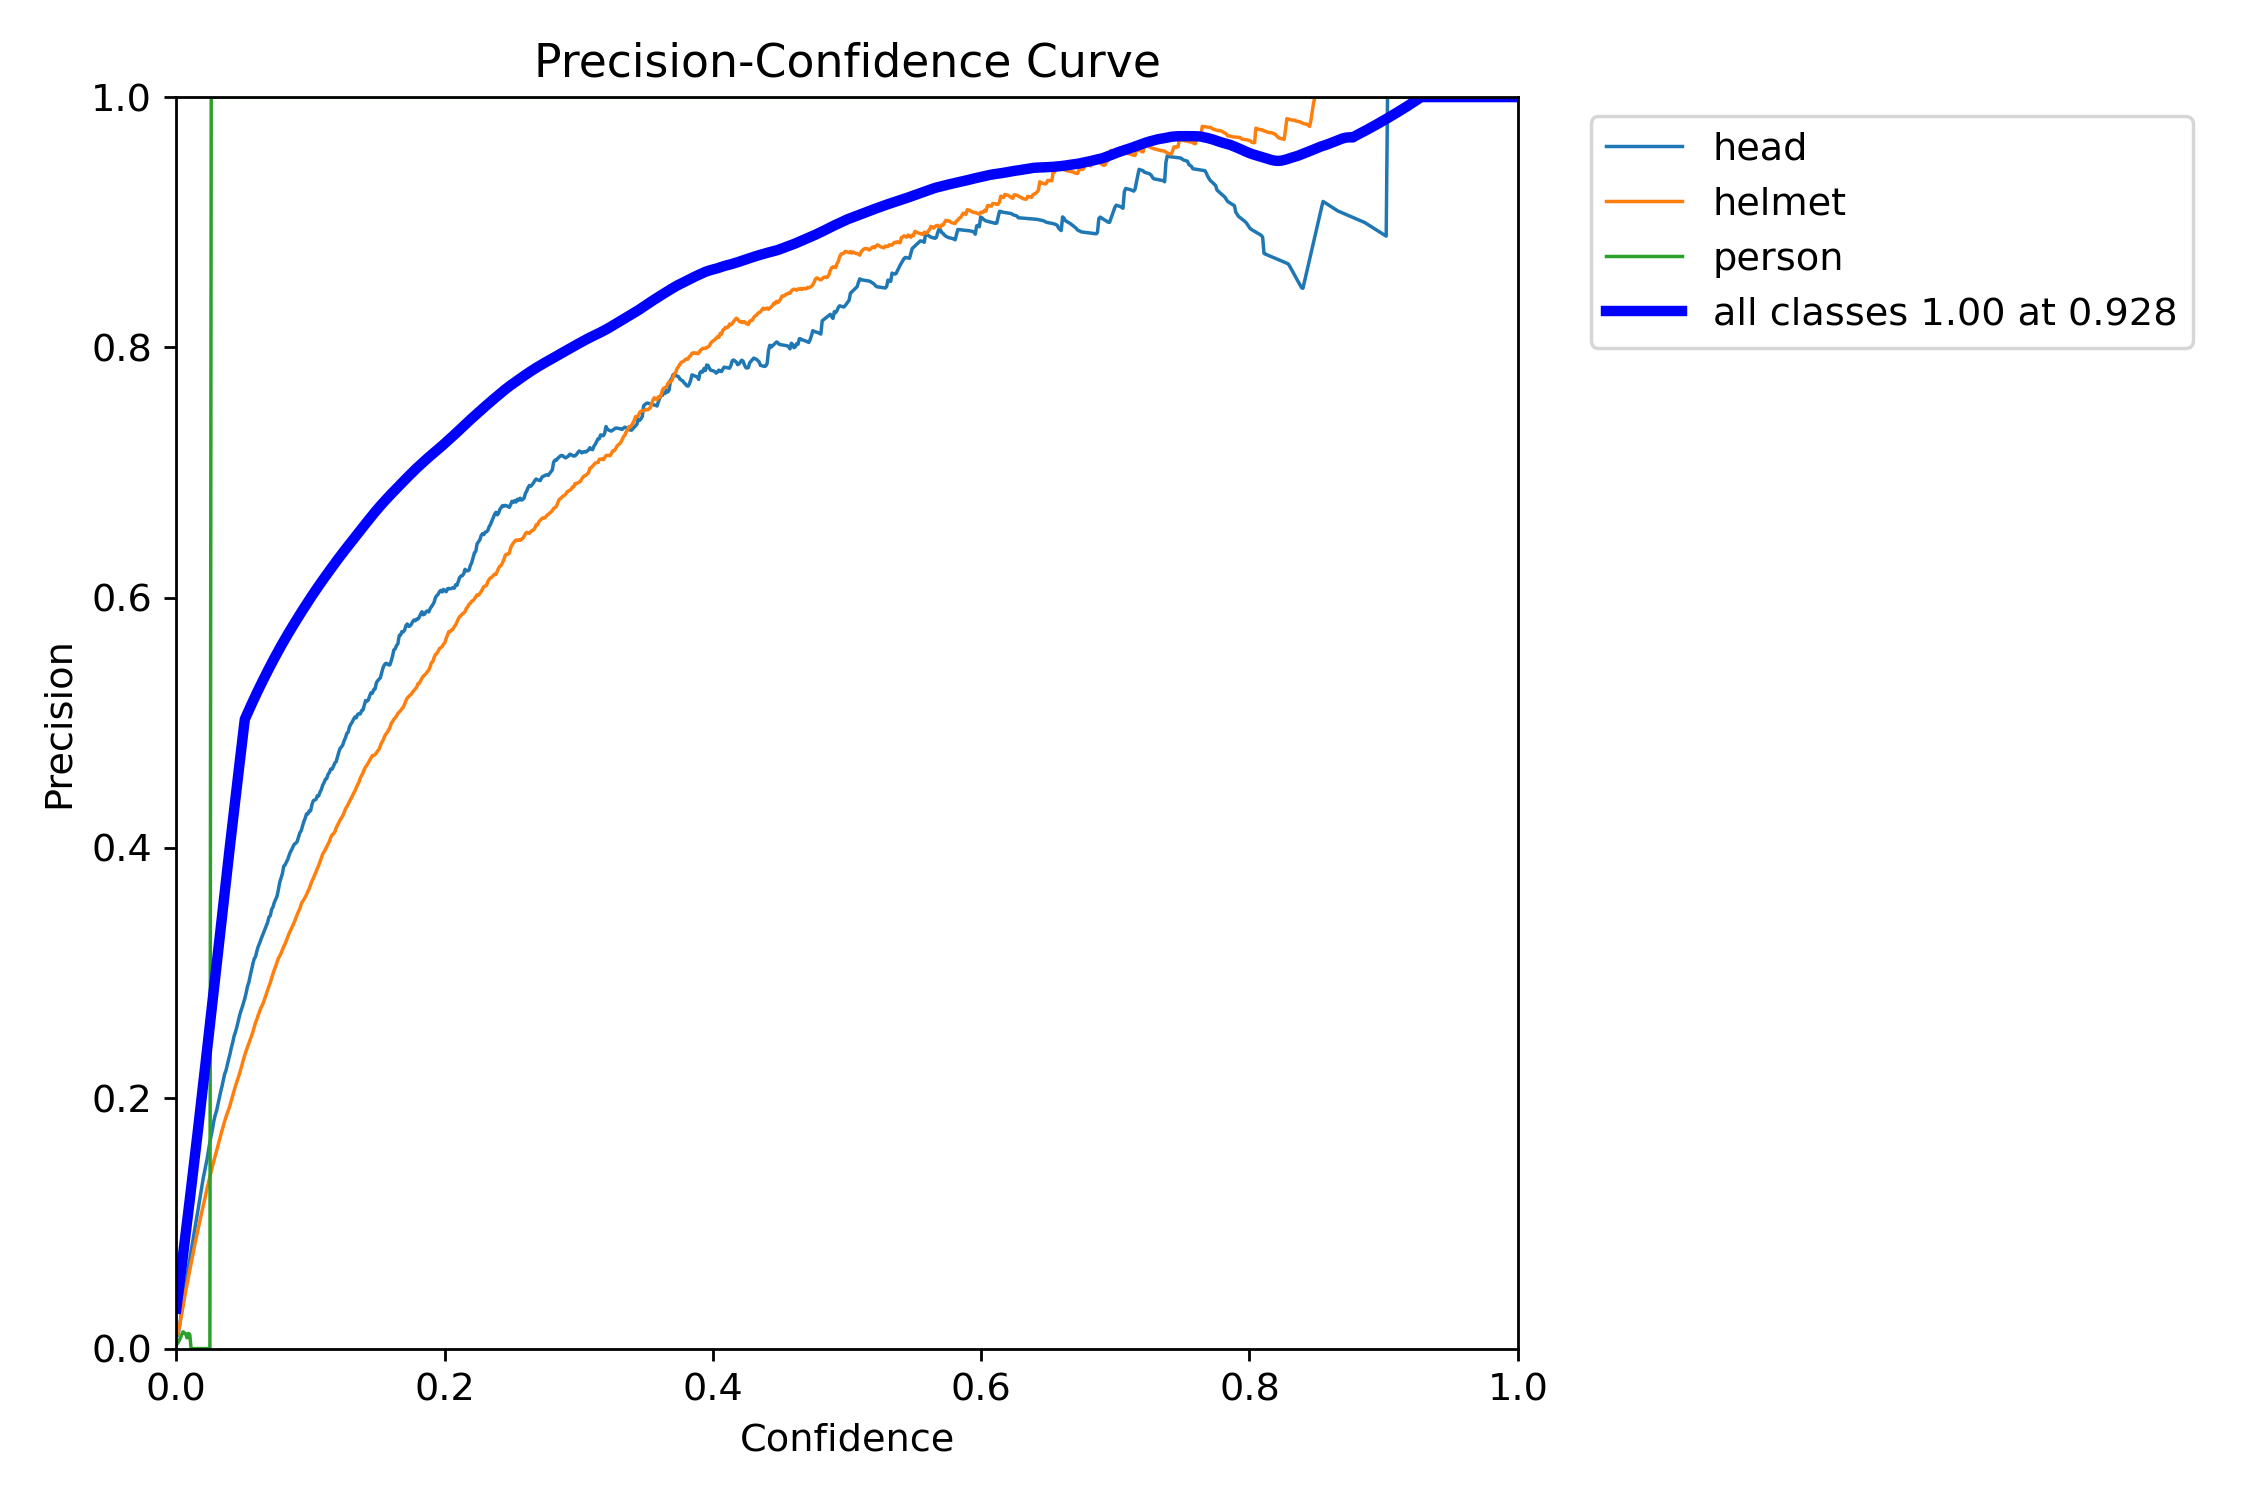 Precision-Confidence Curve
1.0
0.8
0.6
0.4
0.2
0.0
Precision
0.0 0.2 0.4 0.6 0.8 1.0
Confidence
head
helmet
person
all classes 1.00 at 0.928